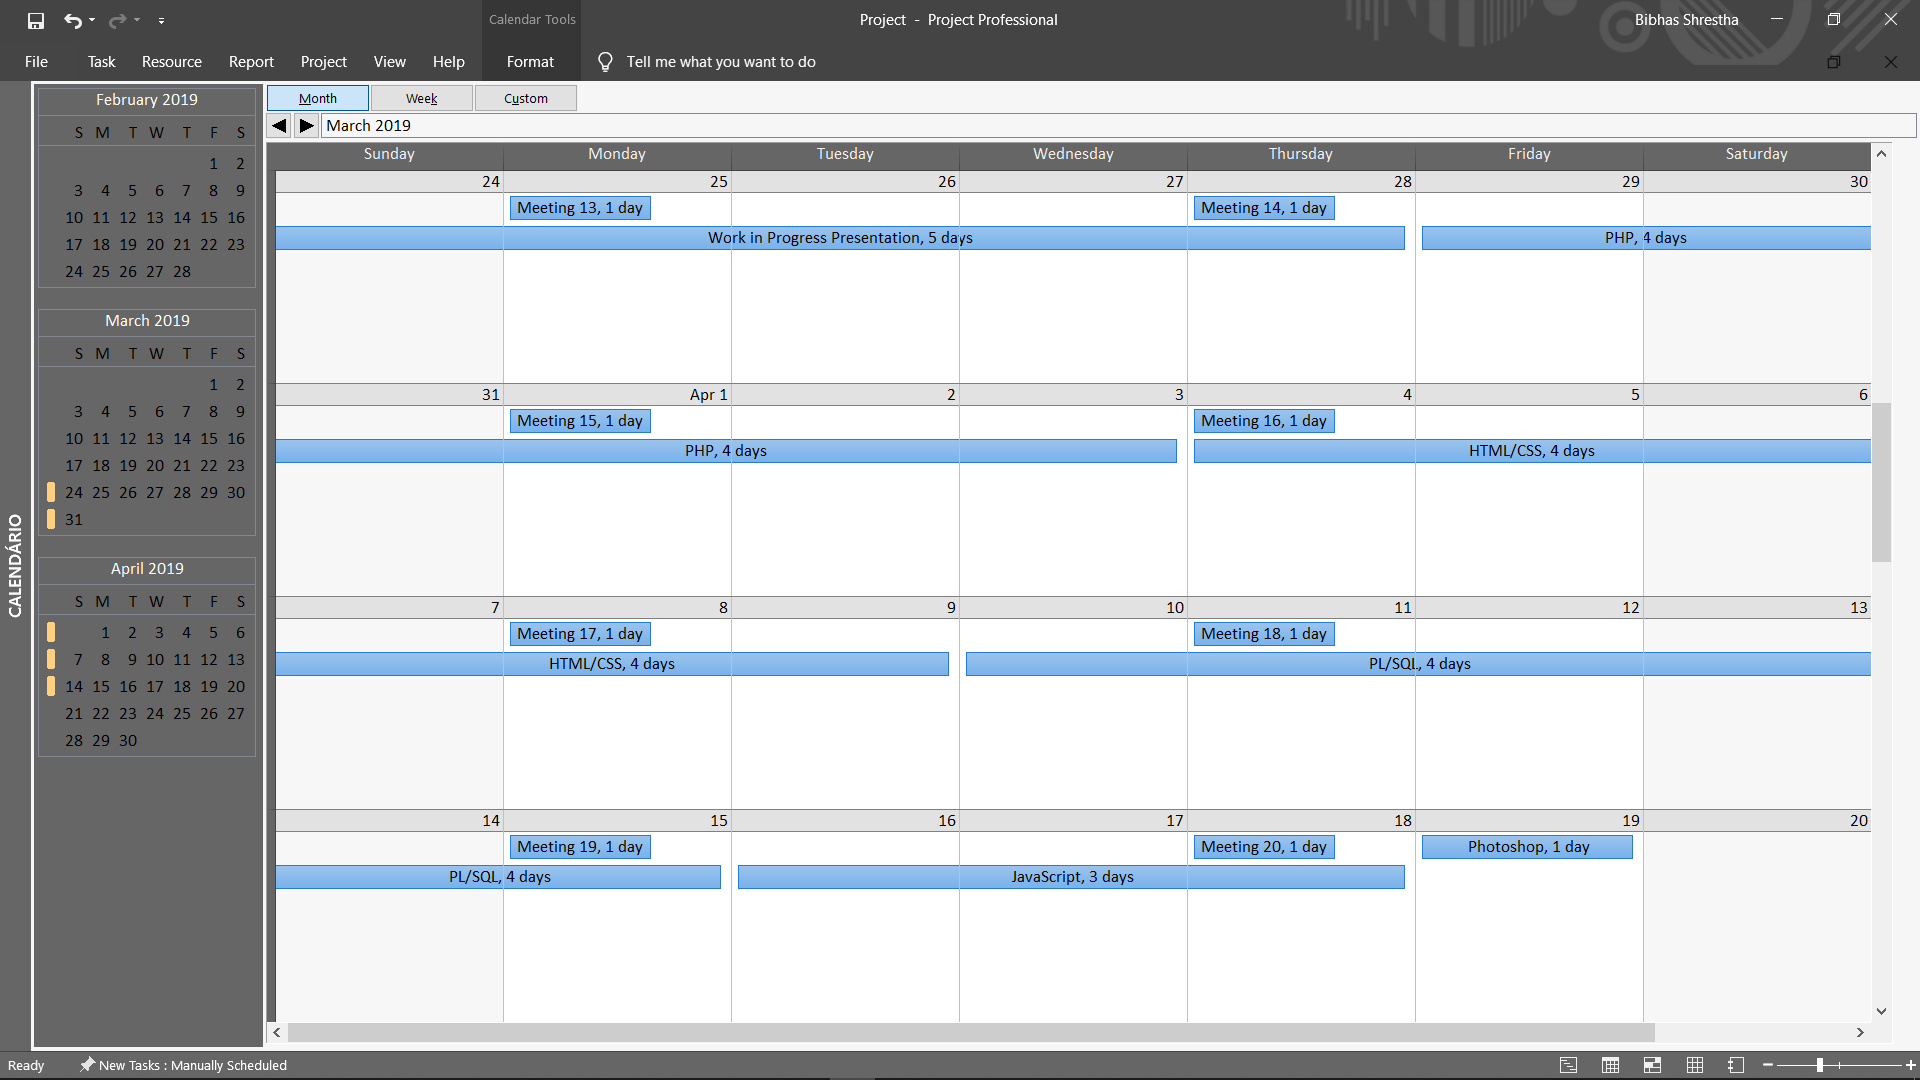 Calendar Tools
Project - Project Professional
Bibhas Shrestha
File Task Resource Report Project View Help Format Tell me what you want to do
CALENDÁRIO
February 2019
S M T W T F S
1 2
3 4 5 6 7 8 9
10 11 12 13 14 15 16
17 18 19 20 21 22 23
24 25 26 27 28
March 2019
S M T W T F S
1 2
3 4 5 6 7 8 9
10 11 12 13 14 15 16
17 18 19 20 21 22 23
24 25 26 27 28 29 30
31
April 2019
S M T W T F S
1 2 3 4 5 6
7 8 9 10 11 12 13
14 15 16 17 18 19 20
21 22 23 24 25 26 27
28 29 30
Month Week Custom
March 2019
Sunday Monday Tuesday Wednesday Thursday Friday Saturday
24 25 26 27 28 29 30
Meeting 13, 1 day Meeting 14, 1 day
Work in Progress Presentation, 5 days PHP, 4 days
31 Apr 1 2 3 4 5 6
Meeting 15, 1 day Meeting 16, 1 day
PHP, 4 days HTML/CSS, 4 days
7 8 9 10 11 12 13
Meeting 17, 1 day Meeting 18, 1 day
HTML/CSS, 4 days PL/SQL, 4 days
14 15 16 17 18 19 20
Meeting 19, 1 day Meeting 20, 1 day Photoshop, 1 day
PL/SQL, 4 days JavaScript, 3 days
Ready New Tasks : Manually Scheduled